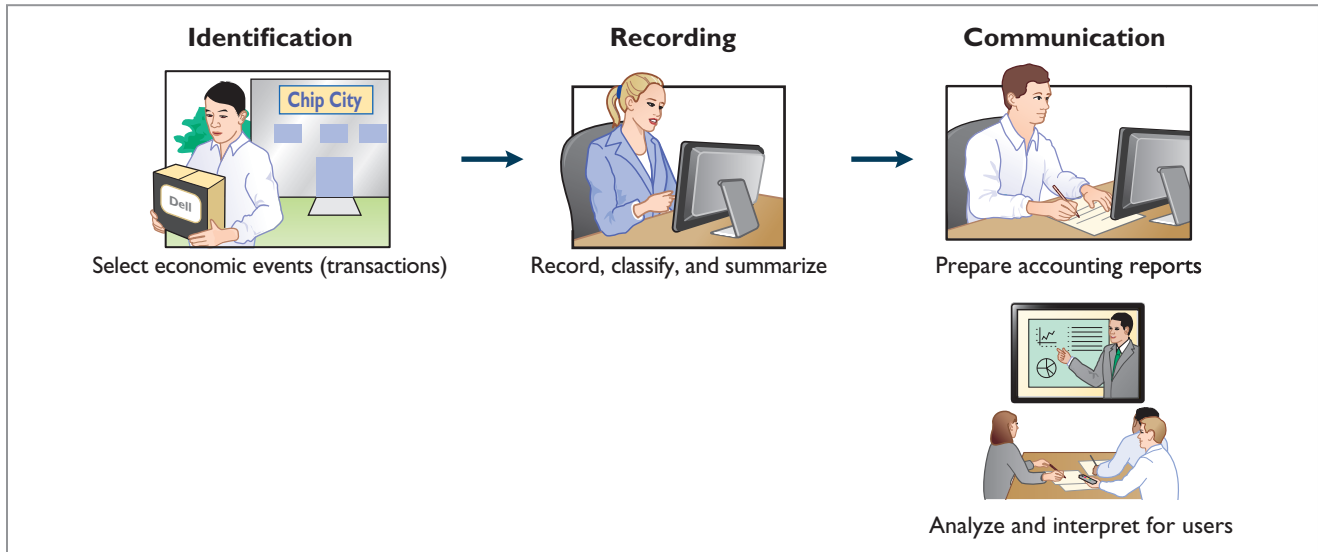 Identification
Recording
Communication
Chip City
Dell
Select economic events (transactions)
Record, classify, and summarize
Prepare accounting reports
Analyze and interpret for users